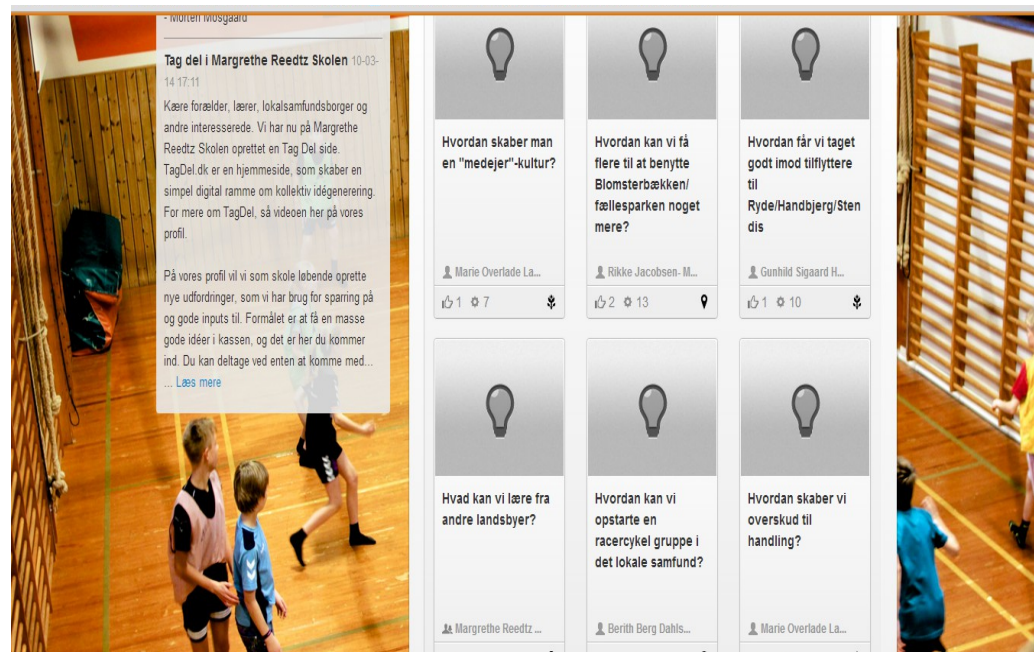 - Morten Mosgaard
Tag del i Margrethe Reedtz Skolen 10-03-
14 17:11
Kære forælder, lærer, lokalsamfundsborger og
andre interesserede. Vi har nu på Margrethe
Reedtz Skolen oprettet en Tag Del side.
TagDel.dk er en hjemmeside, som skaber en
simpel digital ramme om kollektiv idégenerering.
For mere om TagDel, så videoen her på vores
profil.
På vores profil vil vi som skole løbende oprette
nye udfordringer, som vi har brug for sparring på
og gode inputs til. Formålet er at få en masse
gode idéer i kassen, og det er her du kommer
ind. Du kan deltage ved enten at komme med...
... Læs mere
Hvordan skaber man
en "medejer"-kultur?
Marie Overlade La...
1 7
Hvordan kan vi få
flere til at benytte
Blomsterbækken/
fællesparken noget
mere?
Rikke Jacobsen- M...
2 13
Hvordan får vi taget
godt imod tilflyttere
til
Ryde/Handbjerg/Sten
dis
Gunhild Sigaard H...
1 10
Hvad kan vi lære fra
andre landsbyer?
Margrethe Reedtz ...
Hvordan kan vi
opstarte en
racercykel gruppe i
det lokale samfund?
Berith Berg Dahls...
Hvordan skaber vi
overskud til
handling?
Marie Overlade La...